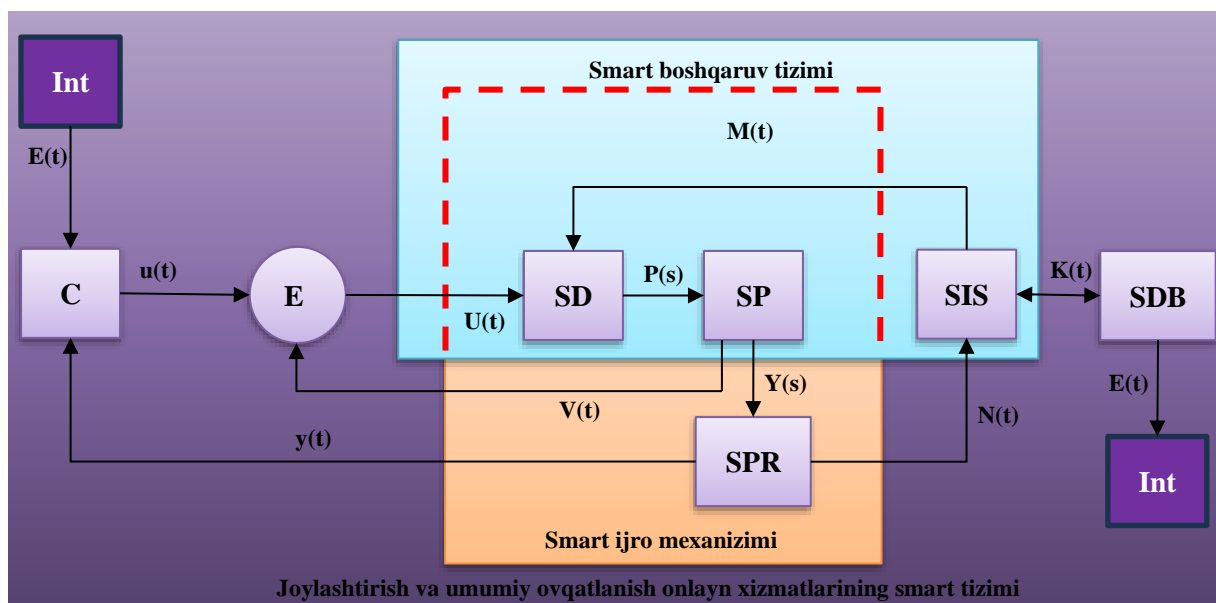 Int
Smart boshqaruv tizimi
M(t)
E(t)
u(t)
P(s)
K(t)
C
E
SD
SP
SIS
SDB
U(t)
E(t)
Y(s)
V(t)
N(t)
y(t)
SPR
Int
Smart ijro mexanizimi
Joylashtirish va umumiy ovqatlanish onlayn xizmatlarining smart tizimi